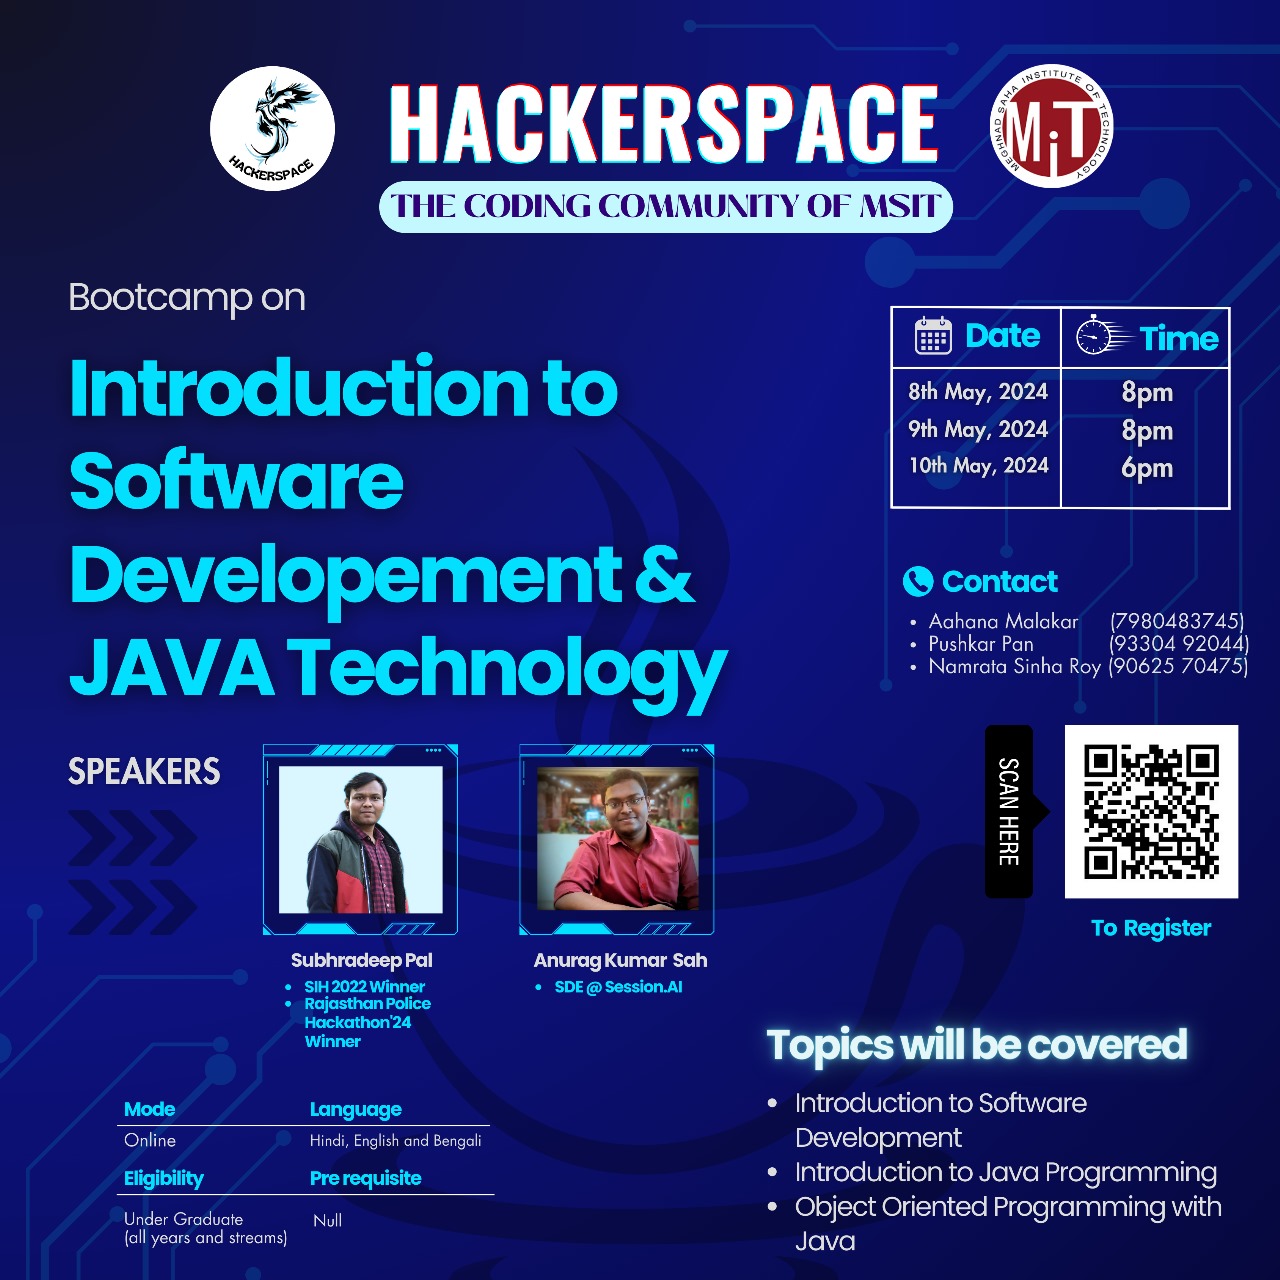 HACKERSPACE
HACKERSPACE
THE CODING COMMUNITY OF MSIT
MEGHNAD SAHA INSTITUTE OF TECHNOLOGY
MiT
Bootcamp on
Introduction to
Software
Developement &
JAVA Technology
Date Time
8th May, 2024 8pm
9th May, 2024 8pm
10th May, 2024 6pm
Contact
• Aahana Malakar (7980483745)
• Pushkar Pan (93304 92044)
• Namrata Sinha Roy (90625 70475)
SCAN HERE
To Register
SPEAKERS
Subhradeep Pal
• SIH 2022 Winner
• Rajasthan Police
Hackathon'24
Winner
Anurag Kumar Sah
• SDE @ Session.AI
Mode Language
Online Hindi, English and Bengali
Eligibility Pre requisite
Under Graduate Null
(all years and streams)
Topics will be covered
• Introduction to Software
Development
• Introduction to Java Programming
• Object Oriented Programming with
Java